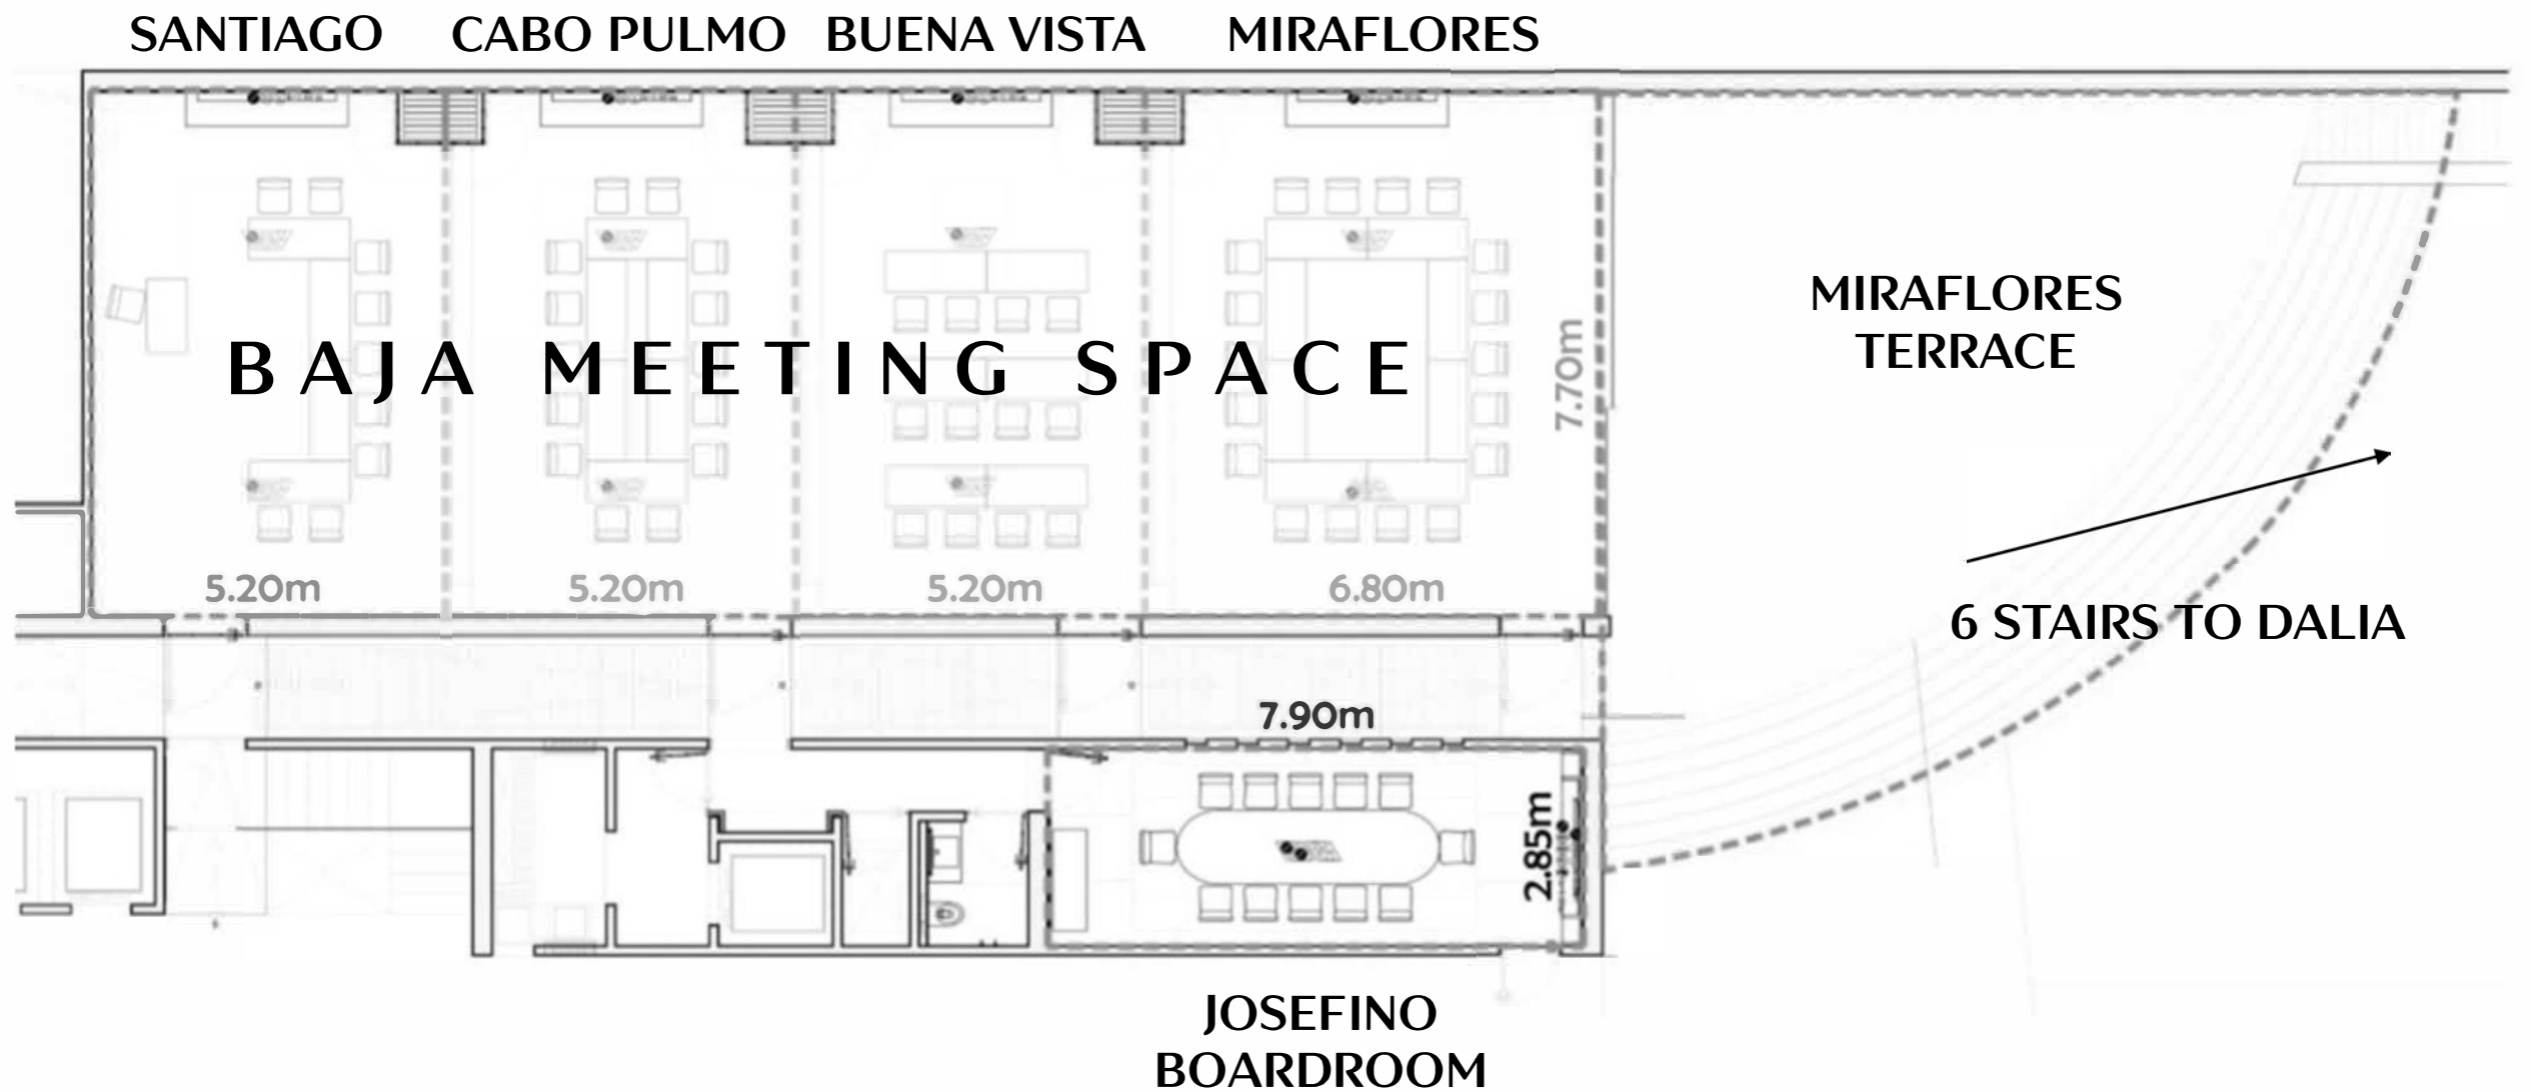 SANTIAGO CABO PULMO BUENA VISTA MIRAFLORES
MIRAFLORES
TERRACE
BAJA MEETING SPACE
7.70m
5.20m 5.20m 5.20m 6.80m
6 STAIRS TO DALIA
7.90m
2.85m
JOSEFINO
BOARDROOM